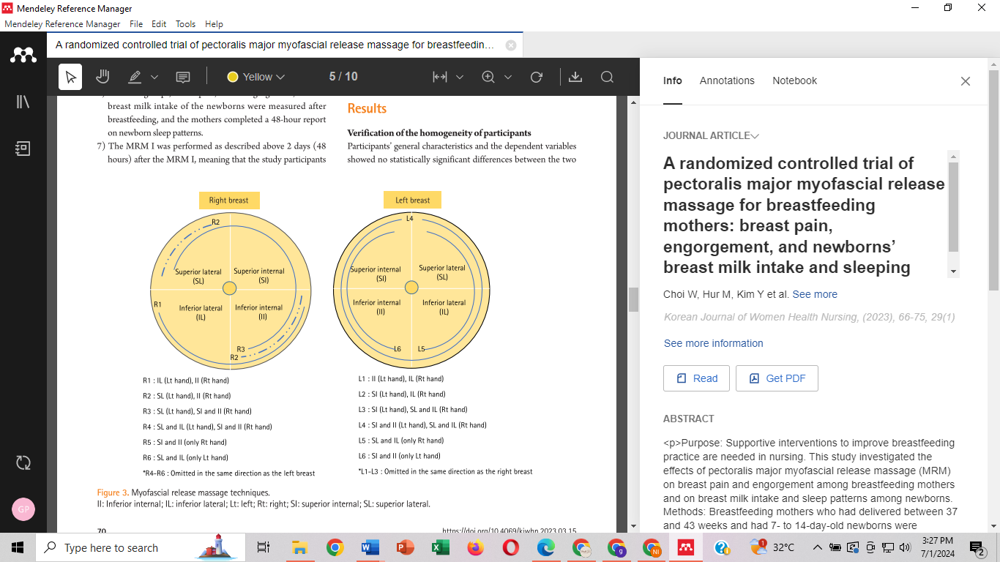 Mendeley Reference Manager
Mendeley Reference Manager File Edit Tools Help
A randomized controlled trial of pectoralis major myofascial release massage for breastfeedin...
Yellow
5 / 10
breast milk intake of the newborns were measured after
breastfeeding, and the mothers completed a 48-hour report
on newborn sleep patterns.
7) The MRM I was performed as described above 2 days (48
hours) after the MRM I, meaning that the study participants
Results
Verification of the homogeneity of participants
Participants' general characteristics and the dependent variables
showed no statistically significant differences between the two
Right breast
R2
Superior lateral
(SL)
Superior internal
(SI)
R1
Inferior lateral
(IL)
Inferior internal
(II)
R3
R2
Left breast
L4
Superior internal
(SI)
Superior lateral
(SL)
Inferior internal
(II)
Inferior lateral
(IL)
L6
L5
R1 : IL (Lt hand), II (Rt hand)
R2 : SL (Lt hand), II (Rt hand)
R3 : SL (Lt hand), SI and II (Rt hand)
R4 : SL and IL (Lt hand), SI and II (Rt hand)
R5 : SI and II (only Rt hand)
R6 : SL and IL (only Lt hand)
*R4-R6 : Omitted in the same direction as the left breast
L1 : II (Lt hand), IL (Rt hand)
L2 : SI (Lt hand), IL (Rt hand)
L3 : SI (Lt hand), SL and IL (Rt hand)
L4 : SI and II (Lt hand), SL and IL (Rt hand)
L5 : SL and IL (only Rt hand)
L6 : SI and II (only Lt hand)
*L1-L3 : Omitted in the same direction as the right breast
Figure 3. Myofascial release massage techniques.
II: Inferior internal; IL: inferior lateral; Lt: left; Rt: right; SI: superior internal; SL: superior lateral.
70
https://doi.org/10.4069/kjwhn.2023.03.15
Info Annotations Notebook
JOURNAL ARTICLE
A randomized controlled trial of
pectoralis major myofascial release
massage for breastfeeding
mothers: breast pain,
engorgement, and newborns'
breast milk intake and sleeping
Choi W, Hur M, Kim Y et al. See more
Korean Journal of Women Health Nursing, (2023), 66-75, 29(1)
See more information
Read
Get PDF
ABSTRACT
<p>Purpose: Supportive interventions to improve breastfeeding
practice are needed in nursing. This study investigated the
effects of pectoralis major myofascial release massage (MRM)
on breast pain and engorgement among breastfeeding mothers
and on breast milk intake and sleep patterns among newborns.
Methods: Breastfeeding mothers who had delivered between 37
and 43 weeks and had 7- to 14-day-old newborns were
GP
Type here to search
32°C
3:27 PM
7/1/2024
2